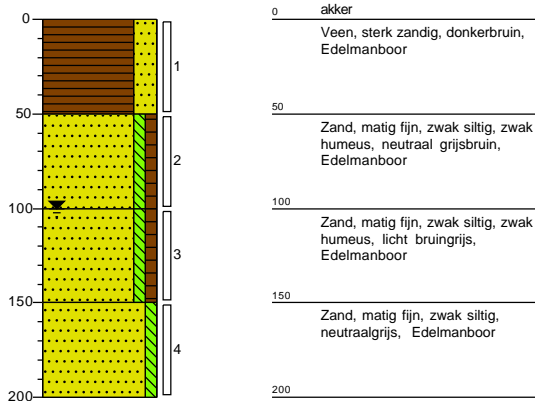 0
50
100
150
200
1
2
3
4
0
akker
Veen, sterk zandig, donkerbruin,
Edelmanboor
50
Zand, matig fijn, zwak siltig, zwak
humeus, neutraal grijsbruin,
Edelmanboor
100
Zand, matig fijn, zwak siltig, zwak
humeus, licht bruingrijs,
Edelmanboor
150
Zand, matig fijn, zwak siltig,
neutraalgrijs, Edelmanboor
200